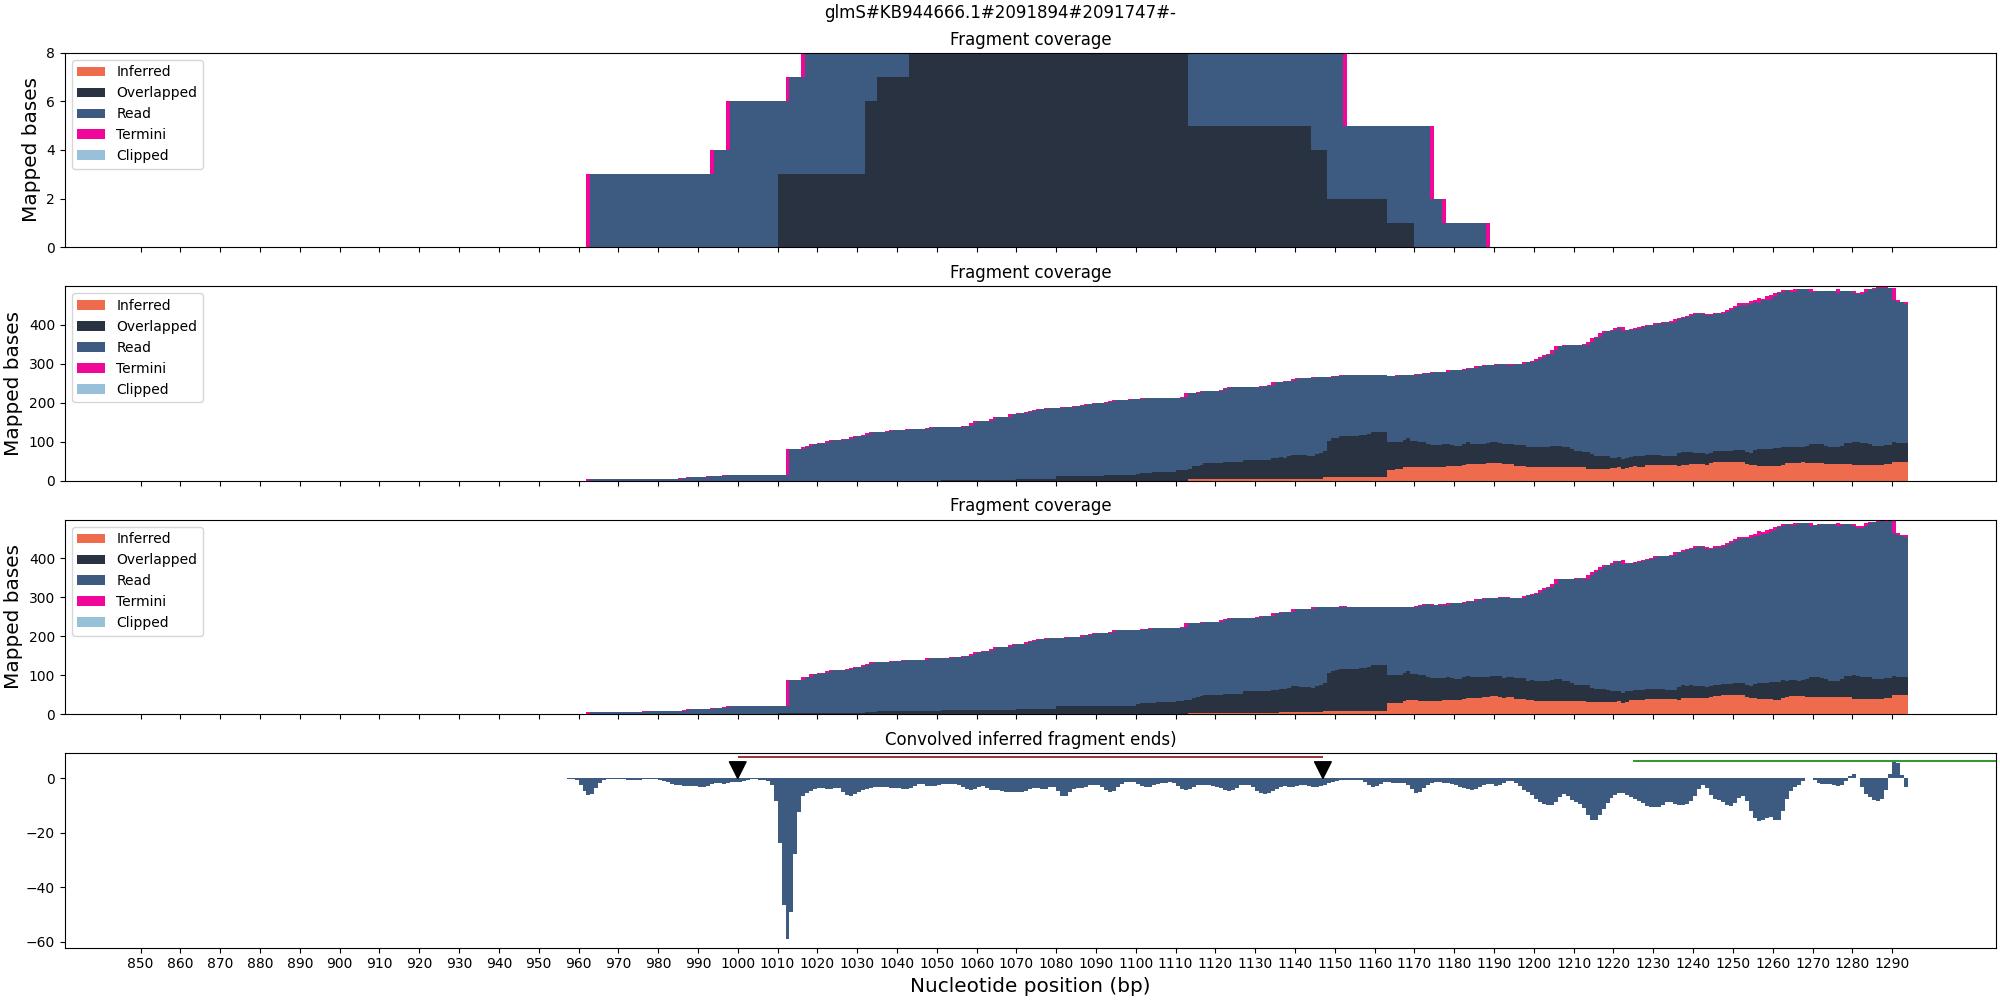 glmS#KB944666.1#2091894#2091747#-
Fragment coverage
Mapped bases
8
6
4
2
0
Inferred
Overlapped
Read
Termini
Clipped
Fragment coverage
Mapped bases
400
300
200
100
0
Inferred
Overlapped
Read
Termini
Clipped
Fragment coverage
Mapped bases
400
300
200
100
0
Inferred
Overlapped
Read
Termini
Clipped
Convolved inferred fragment ends)
0
−20
−40
−60
850 860 870 880 890 900 910 920 930 940 950 960 970 980 990 1000 1010 1020 1030 1040 1050 1060 1070 1080 1090 1100 1110 1120 1130 1140 1150 1160 1170 1180 1190 1200 1210 1220 1230 1240 1250 1260 1270 1280 1290
Nucleotide position (bp)